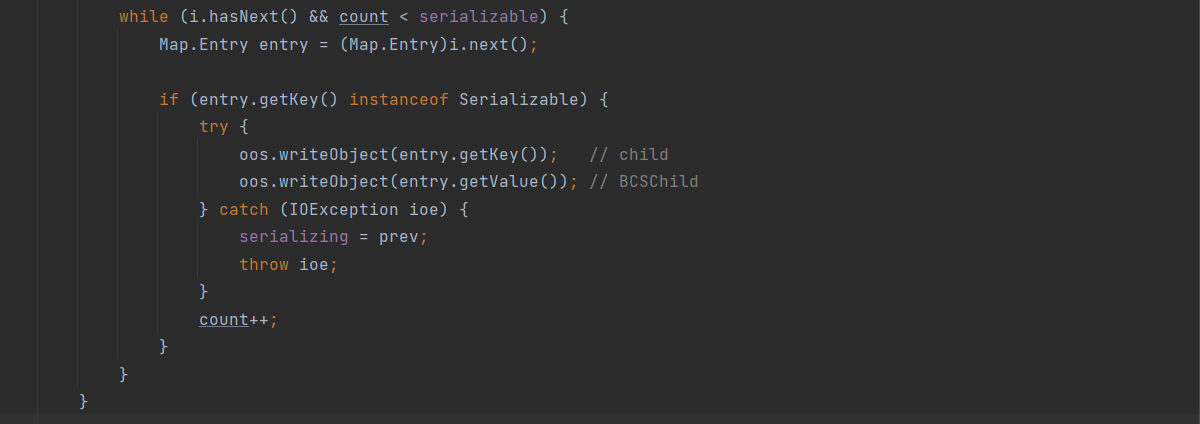 while (i.hasNext() && count < serializable) {
Map.Entry entry = (Map.Entry)i.next();
if (entry.getKey() instanceof Serializable) {
try {
oos.writeObject(entry.getKey());   // child
oos.writeObject(entry.getValue()); // BCSChild
} catch (IOException ioe) {
serializing = prev;
throw ioe;
}
count++;
}
}
}